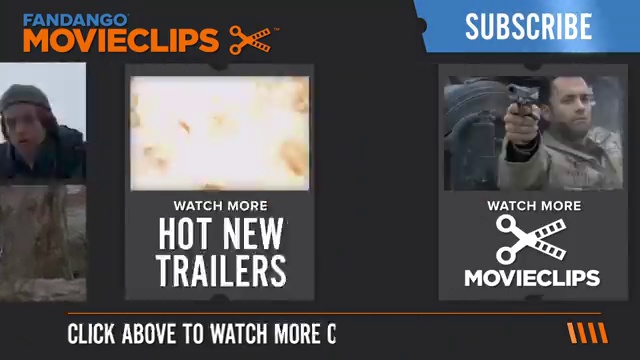 FANDANGO
MOVIECLIPS
SUBSCRIBE
WATCH MORE
HOT NEW
TRAILERS
WATCH MORE
MOVIECLIPS
CLICK ABOVE TO WATCH MORE